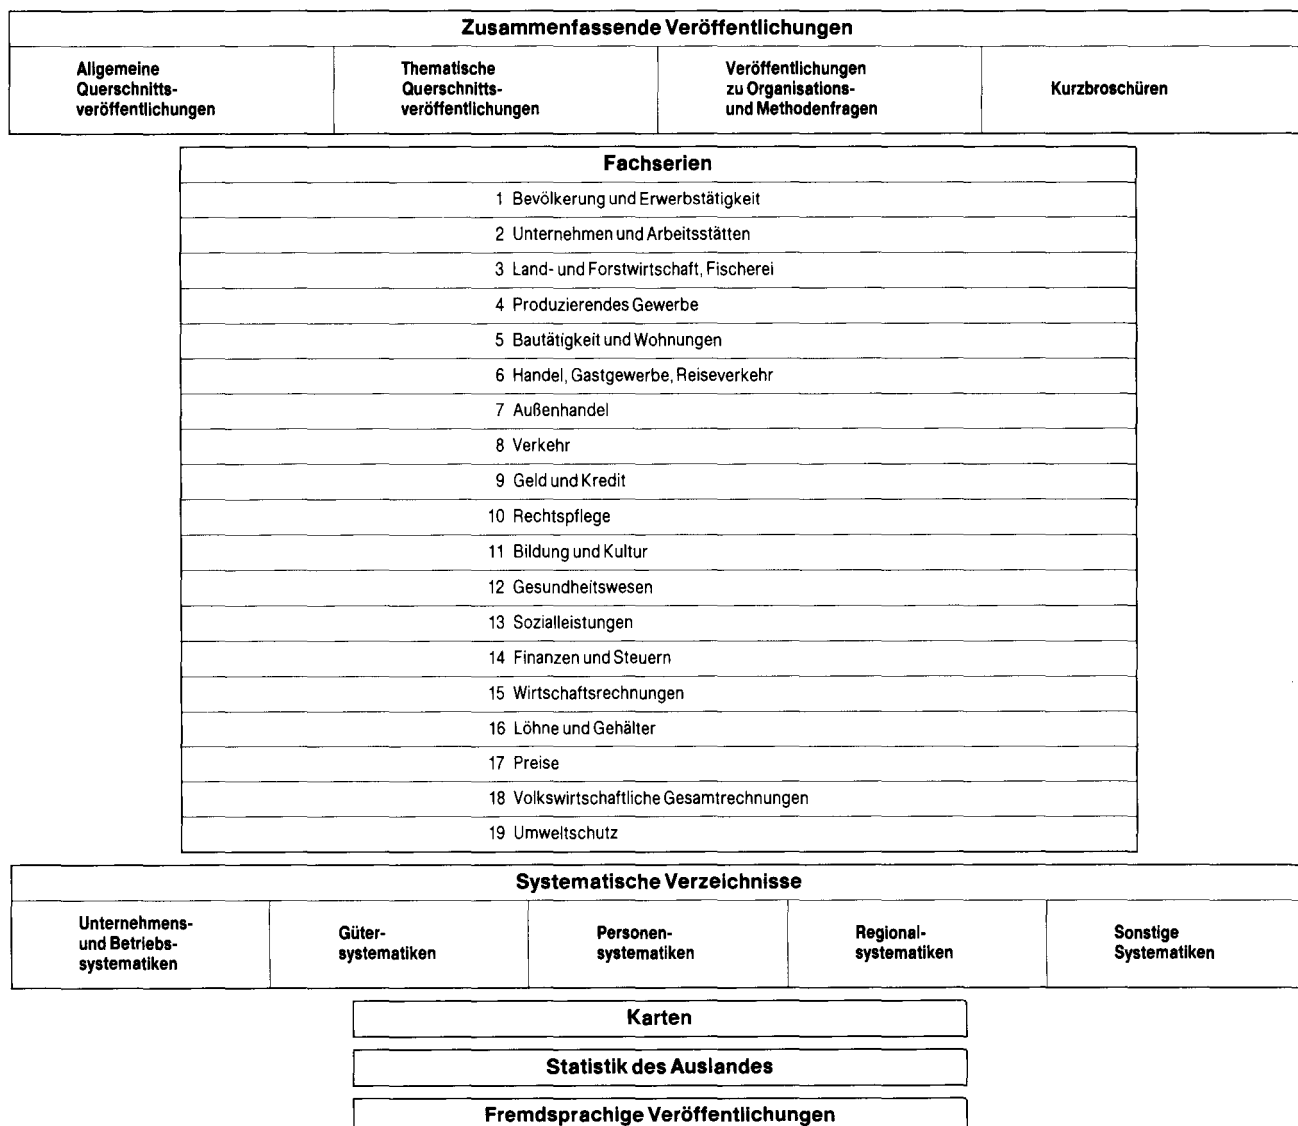 Zusammenfassende Veröffentlichungen
Allgemeine
Querschnitts-
veröffentlichungen
Thematische
Querschnitts-
veröffentlichungen
Veröffentlichungen
zu Organisations-
und Methodenfragen
Kurzbroschüren
Fachserien
1 Bevölkerung und Erwerbstätigkeit
2 Unternehmen und Arbeitsstätten
3 Land- und Forstwirtschaft, Fischerei
4 Produzierendes Gewerbe
5 Bautätigkeit und Wohnungen
6 Handel, Gastgewerbe, Reiseverkehr
7 Außenhandel
8 Verkehr
9 Geld und Kredit
10 Rechtspflege
11 Bildung und Kultur
12 Gesundheitswesen
13 Sozialleistungen
14 Finanzen und Steuern
15 Wirtschaftsrechnungen
16 Löhne und Gehälter
17 Preise
18 Volkswirtschaftliche Gesamtrechnungen
19 Umweltschutz
Systematische Verzeichnisse
Unternehmens-
und Betriebs-
systematiken
Güter-
systematiken
Personen-
systematiken
Regional-
systematiken
Sonstige
Systematiken
Karten
Statistik des Auslandes
Fremdsprachige Veröffentlichungen